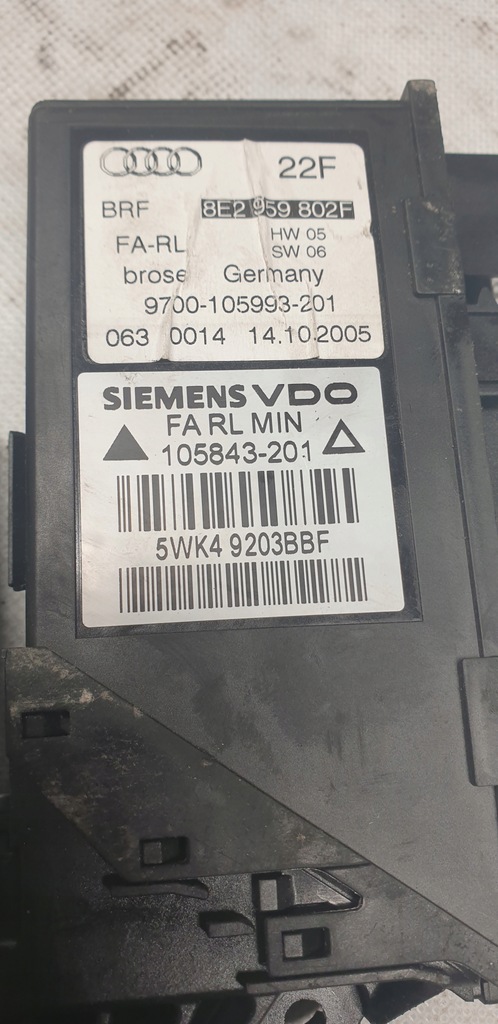 22F
BRF 8E2 959 802F
FA-RL HW 05
SW 06
brose Germany
9700-105993-201
063 0014 14.10.2005
SIEMENS VDO
FA RL MIN
105843-201
5WK4 9203BBF